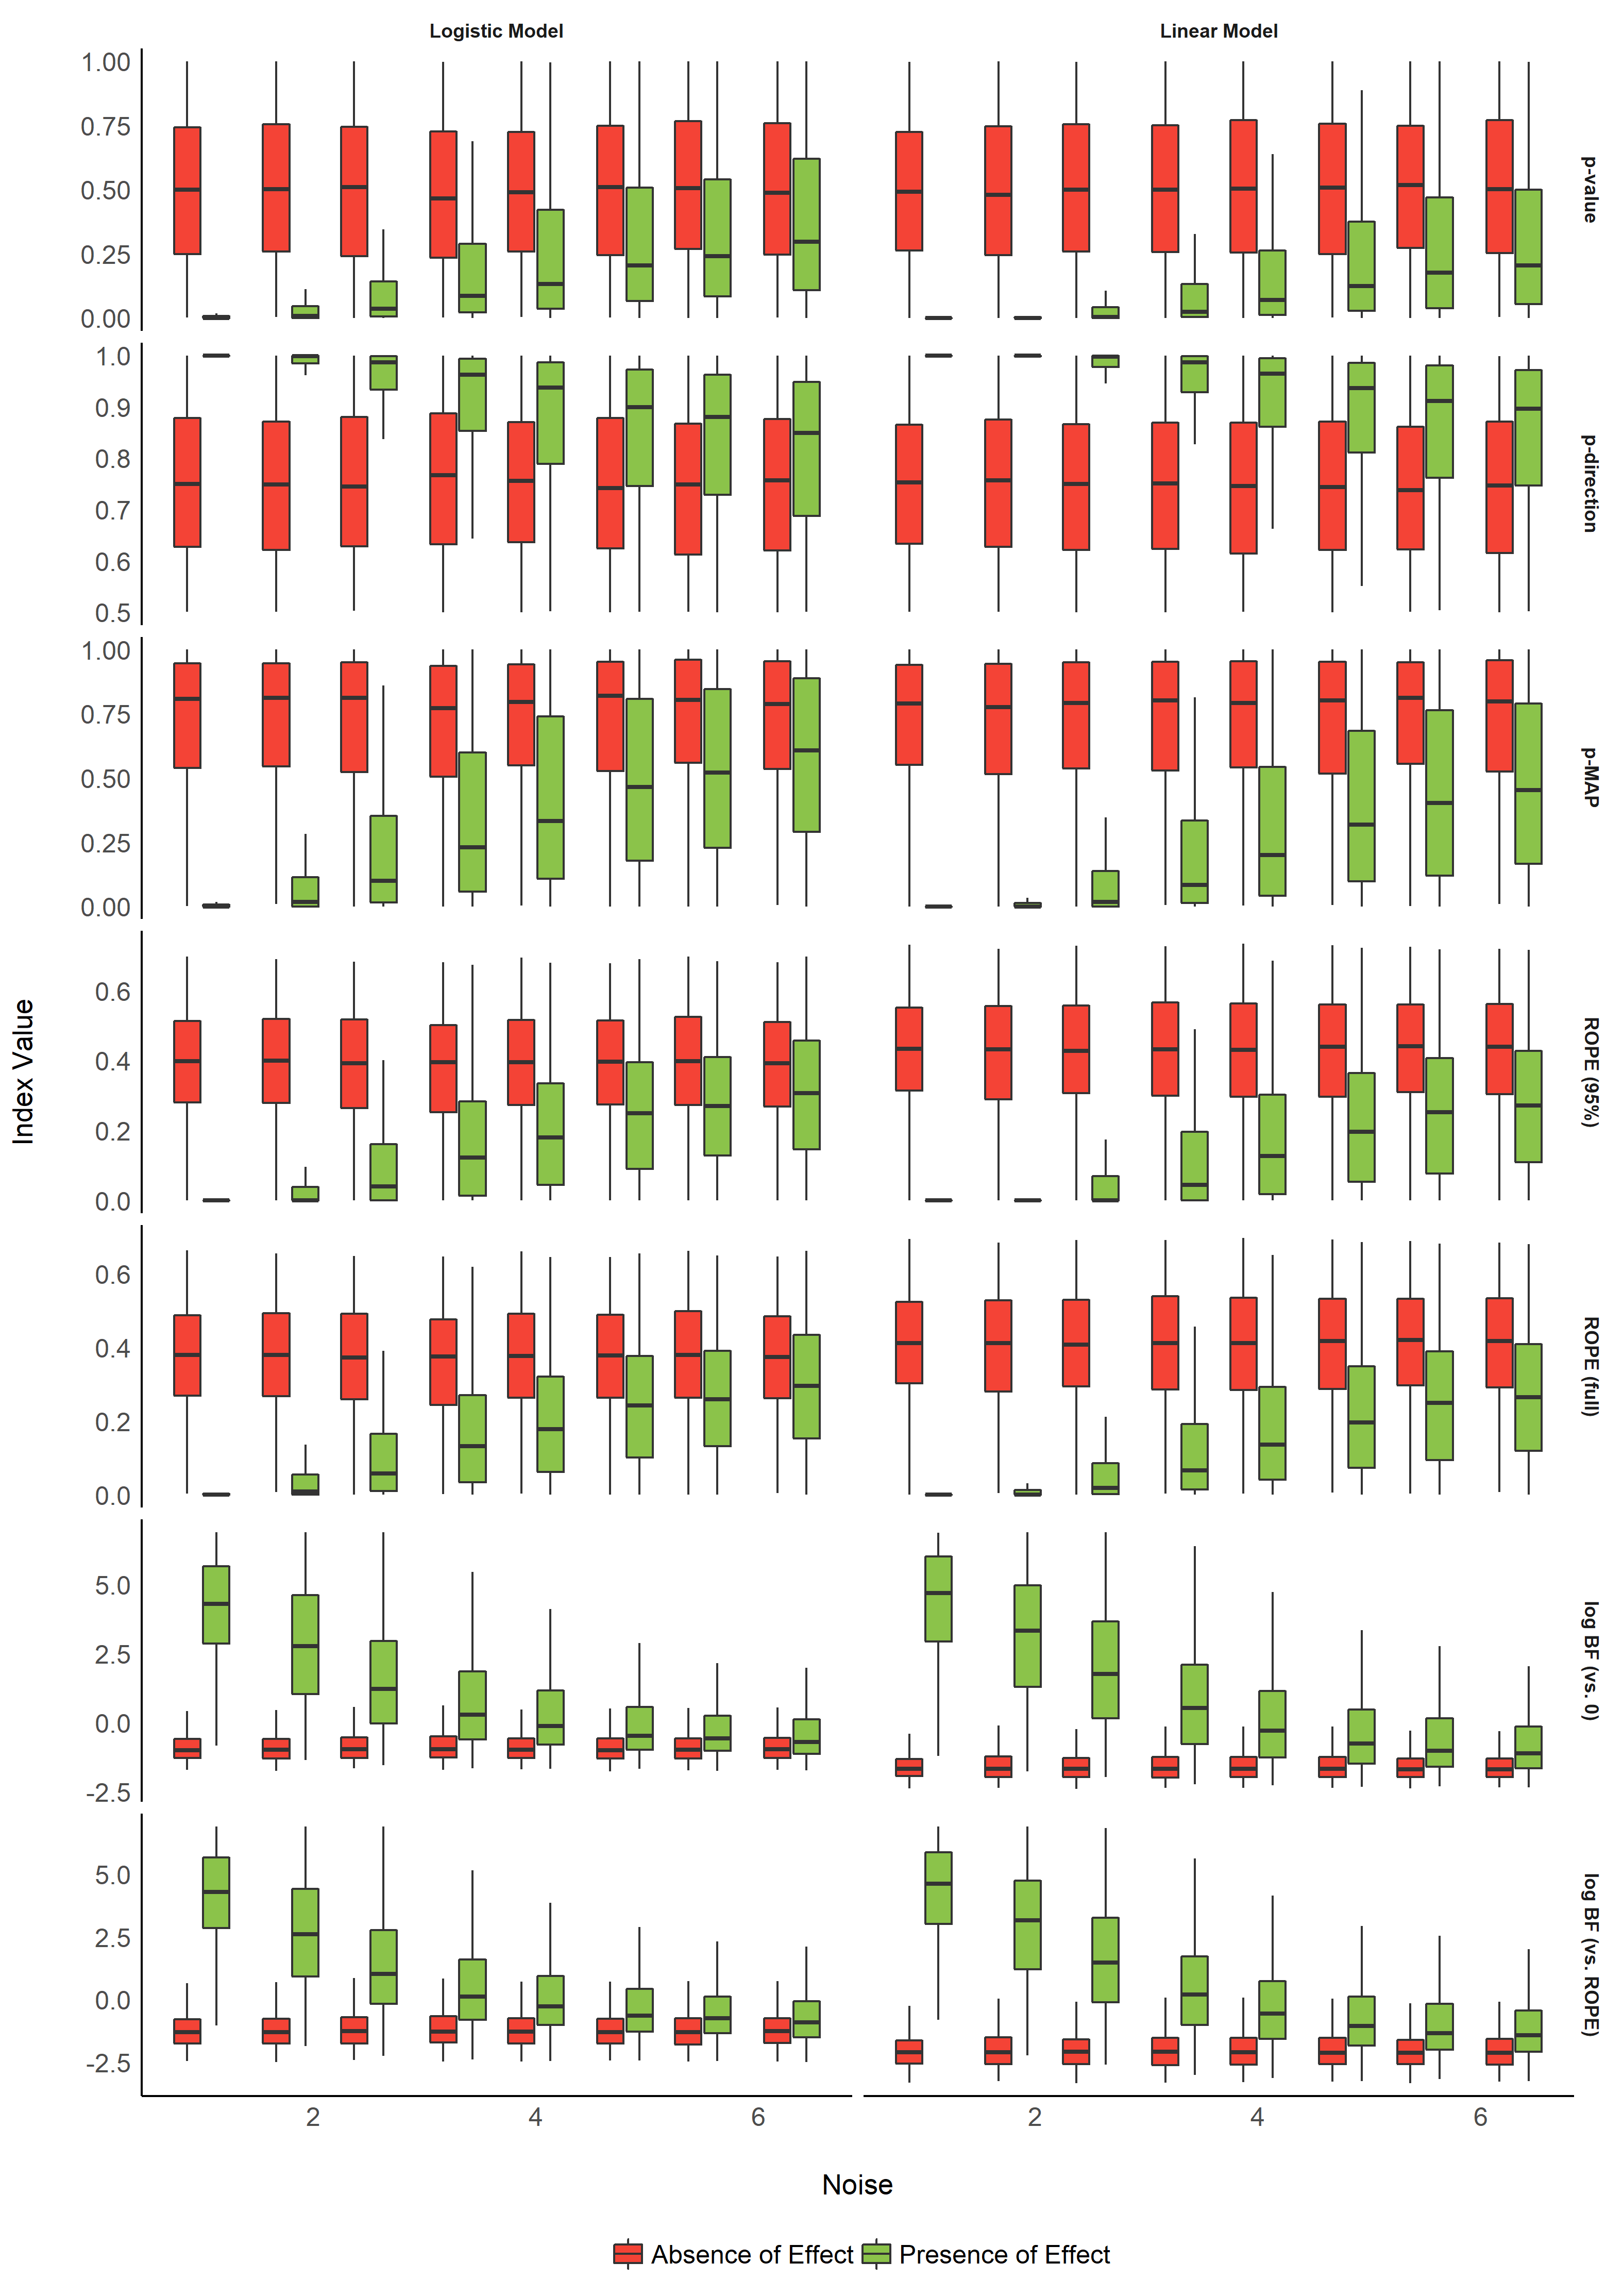 Logistic Model
Linear Model
1.00
0.75
0.50
0.25
0.00
p-value
1.0
0.9
0.8
0.7
0.6
0.5
p-direction
1.00
0.75
0.50
0.25
0.00
p-MAP
0.6
0.4
0.2
0.0
ROPE (95%)
0.6
0.4
0.2
0.0
ROPE (full)
5.0
2.5
0.0
-2.5
log BF (vs. 0)
5.0
2.5
0.0
-2.5
log BF (vs. ROPE)
Index Value
2 4 6
2 4 6
Noise
Absence of Effect
Presence of Effect